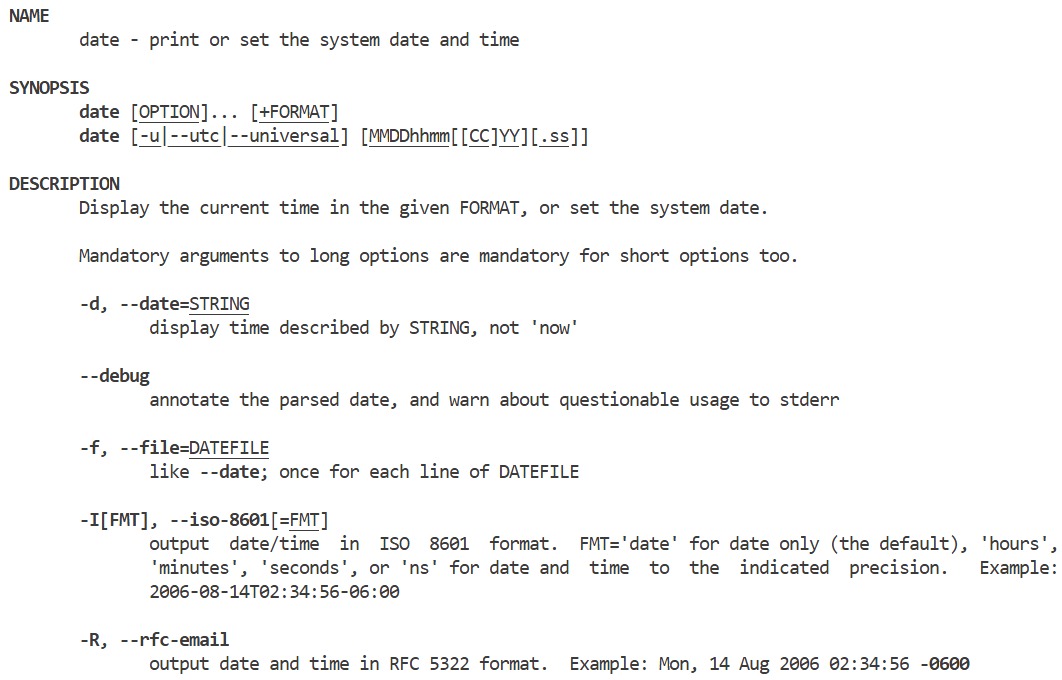 NAME
date - print or set the system date and time
SYNOPSIS
date [OPTION]... [+FORMAT]
date [-u|--utc|--universal] [MMDDhhmm[[CC]YY][.ss]]
DESCRIPTION
Display the current time in the given FORMAT, or set the system date.
Mandatory arguments to long options are mandatory for short options too.
-d, --date=STRING
display time described by STRING, not 'now'
--debug
annotate the parsed date, and warn about questionable usage to stderr
-f, --file=DATEFILE
like --date; once for each line of DATEFILE
-I[FMT], --iso-8601[=FMT]
output date/time in ISO 8601 format. FMT='date' for date only (the default), 'hours',
'minutes', 'seconds', or 'ns' for date and time to the indicated precision. Example:
2006-08-14T02:34:56-06:00
-R, --rfc-email
output date and time in RFC 5322 format. Example: Mon, 14 Aug 2006 02:34:56 -0600